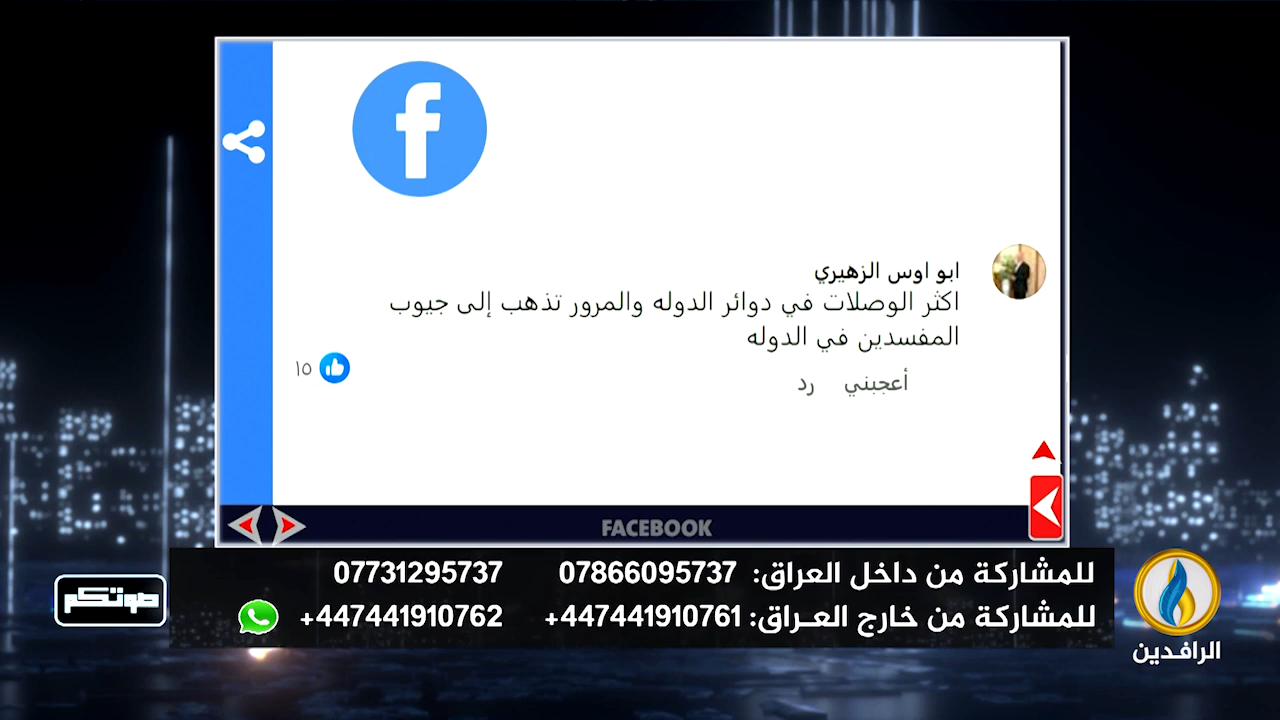 ابو اوس الزهيري
اكثر الوصلات في دوائر الدوله والمرور تذهب إلى جيوب
المفسدين في الدوله
١٥
أعجبني رد
FACEBOOK
للمشاركة من داخل العراق: 07866095737 07731295737
للمشاركة من خارج العـراق: 447441910761+ 447441910762+
صوتكم
الرافدين